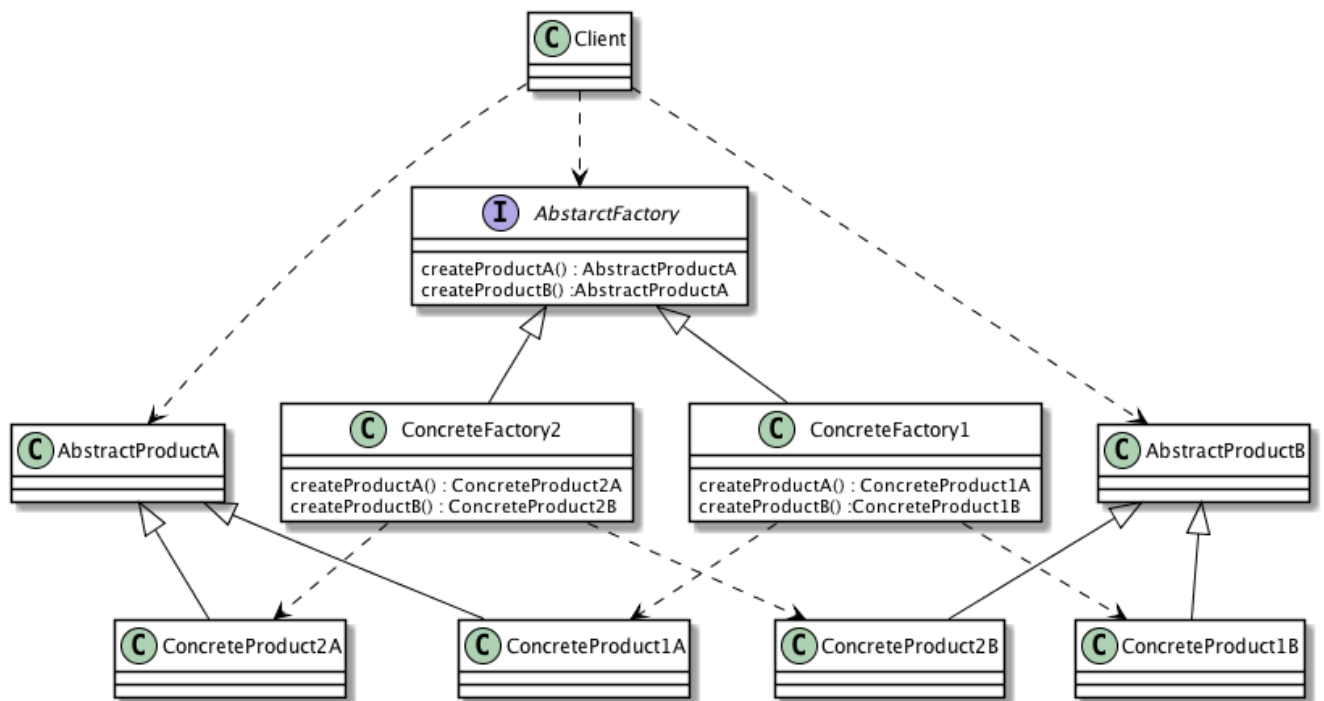 C Client
I AbstarctFactory
createProductA() : AbstractProductA
createProductB() :AbstractProductA
C AbstractProductA
C ConcreteFactory2
createProductA() : ConcreteProduct2A
createProductB() : ConcreteProduct2B
C ConcreteFactory1
createProductA() : ConcreteProduct1A
createProductB() :ConcreteProduct1B
C AbstractProductB
C ConcreteProduct2A
C ConcreteProduct1A
C ConcreteProduct2B
C ConcreteProduct1B